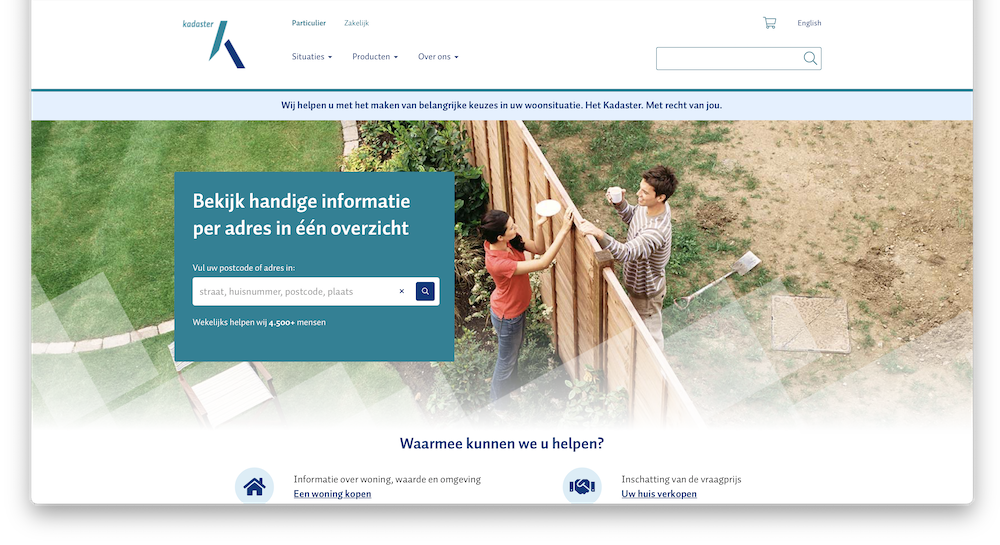 kadaster
Particulier Zakelijk English
Situaties Producten Over ons
Wij helpen u met het maken van belangrijke keuzes in uw woonsituatie. Het Kadaster. Met recht van jou.
Bekijk handige informatie
per adres in één overzicht
Vul uw postcode of adres in:
straat, huisnummer, postcode, plaats
Wekelijks helpen wij 4.500+ mensen
Waarmee kunnen we u helpen?
Informatie over woning, waarde en omgeving
Een woning kopen
Inschatting van de vraagprijs
Uw huis verkopen